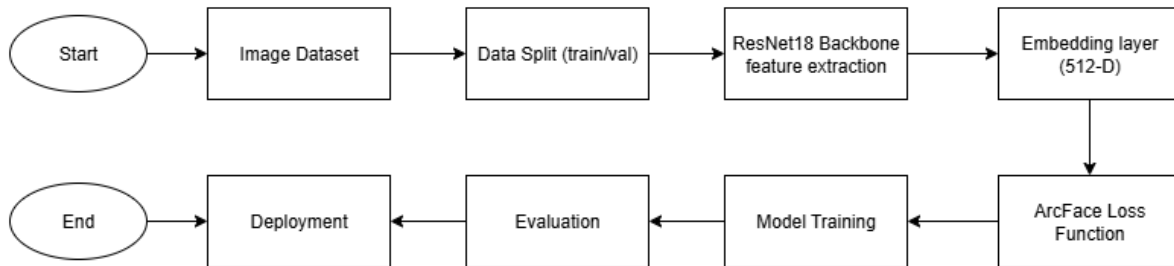 Start
Image Dataset
Data Split (train/val)
ResNet18 Backbone
feature extraction
Embedding layer
(512-D)
ArcFace Loss
Function
Model Training
Evaluation
Deployment
End